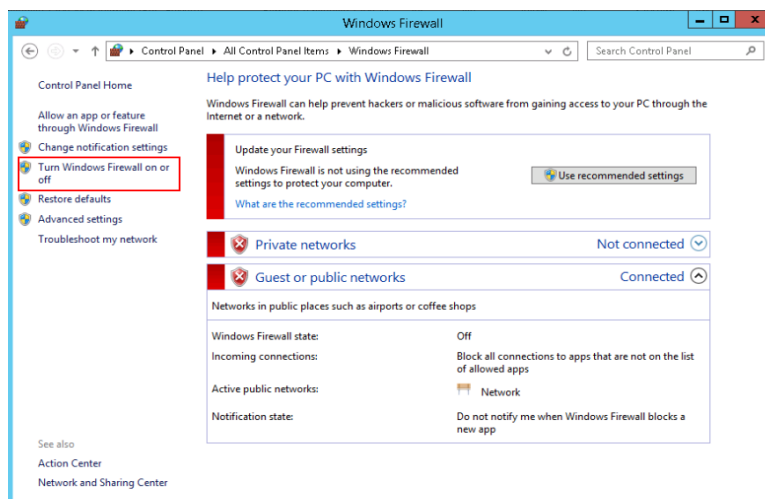 Windows Firewall
Control Panel ▸ All Control Panel Items ▸ Windows Firewall
Search Control Panel
Control Panel Home
Allow an app or feature
through Windows Firewall
Change notification settings
Turn Windows Firewall on or
off
Restore defaults
Advanced settings
Troubleshoot my network
See also
Action Center
Network and Sharing Center
Help protect your PC with Windows Firewall
Windows Firewall can help prevent hackers or malicious software from gaining access to your PC through the
Internet or a network.
Update your Firewall settings
Windows Firewall is not using the recommended
settings to protect your computer.
Use recommended settings
What are the recommended settings?
Private networks
Not connected
Guest or public networks
Connected
Networks in public places such as airports or coffee shops
Windows Firewall state:
Off
Incoming connections:
Block all connections to apps that are not on the list
of allowed apps
Active public networks:
Network
Notification state:
Do not notify me when Windows Firewall blocks a
new app